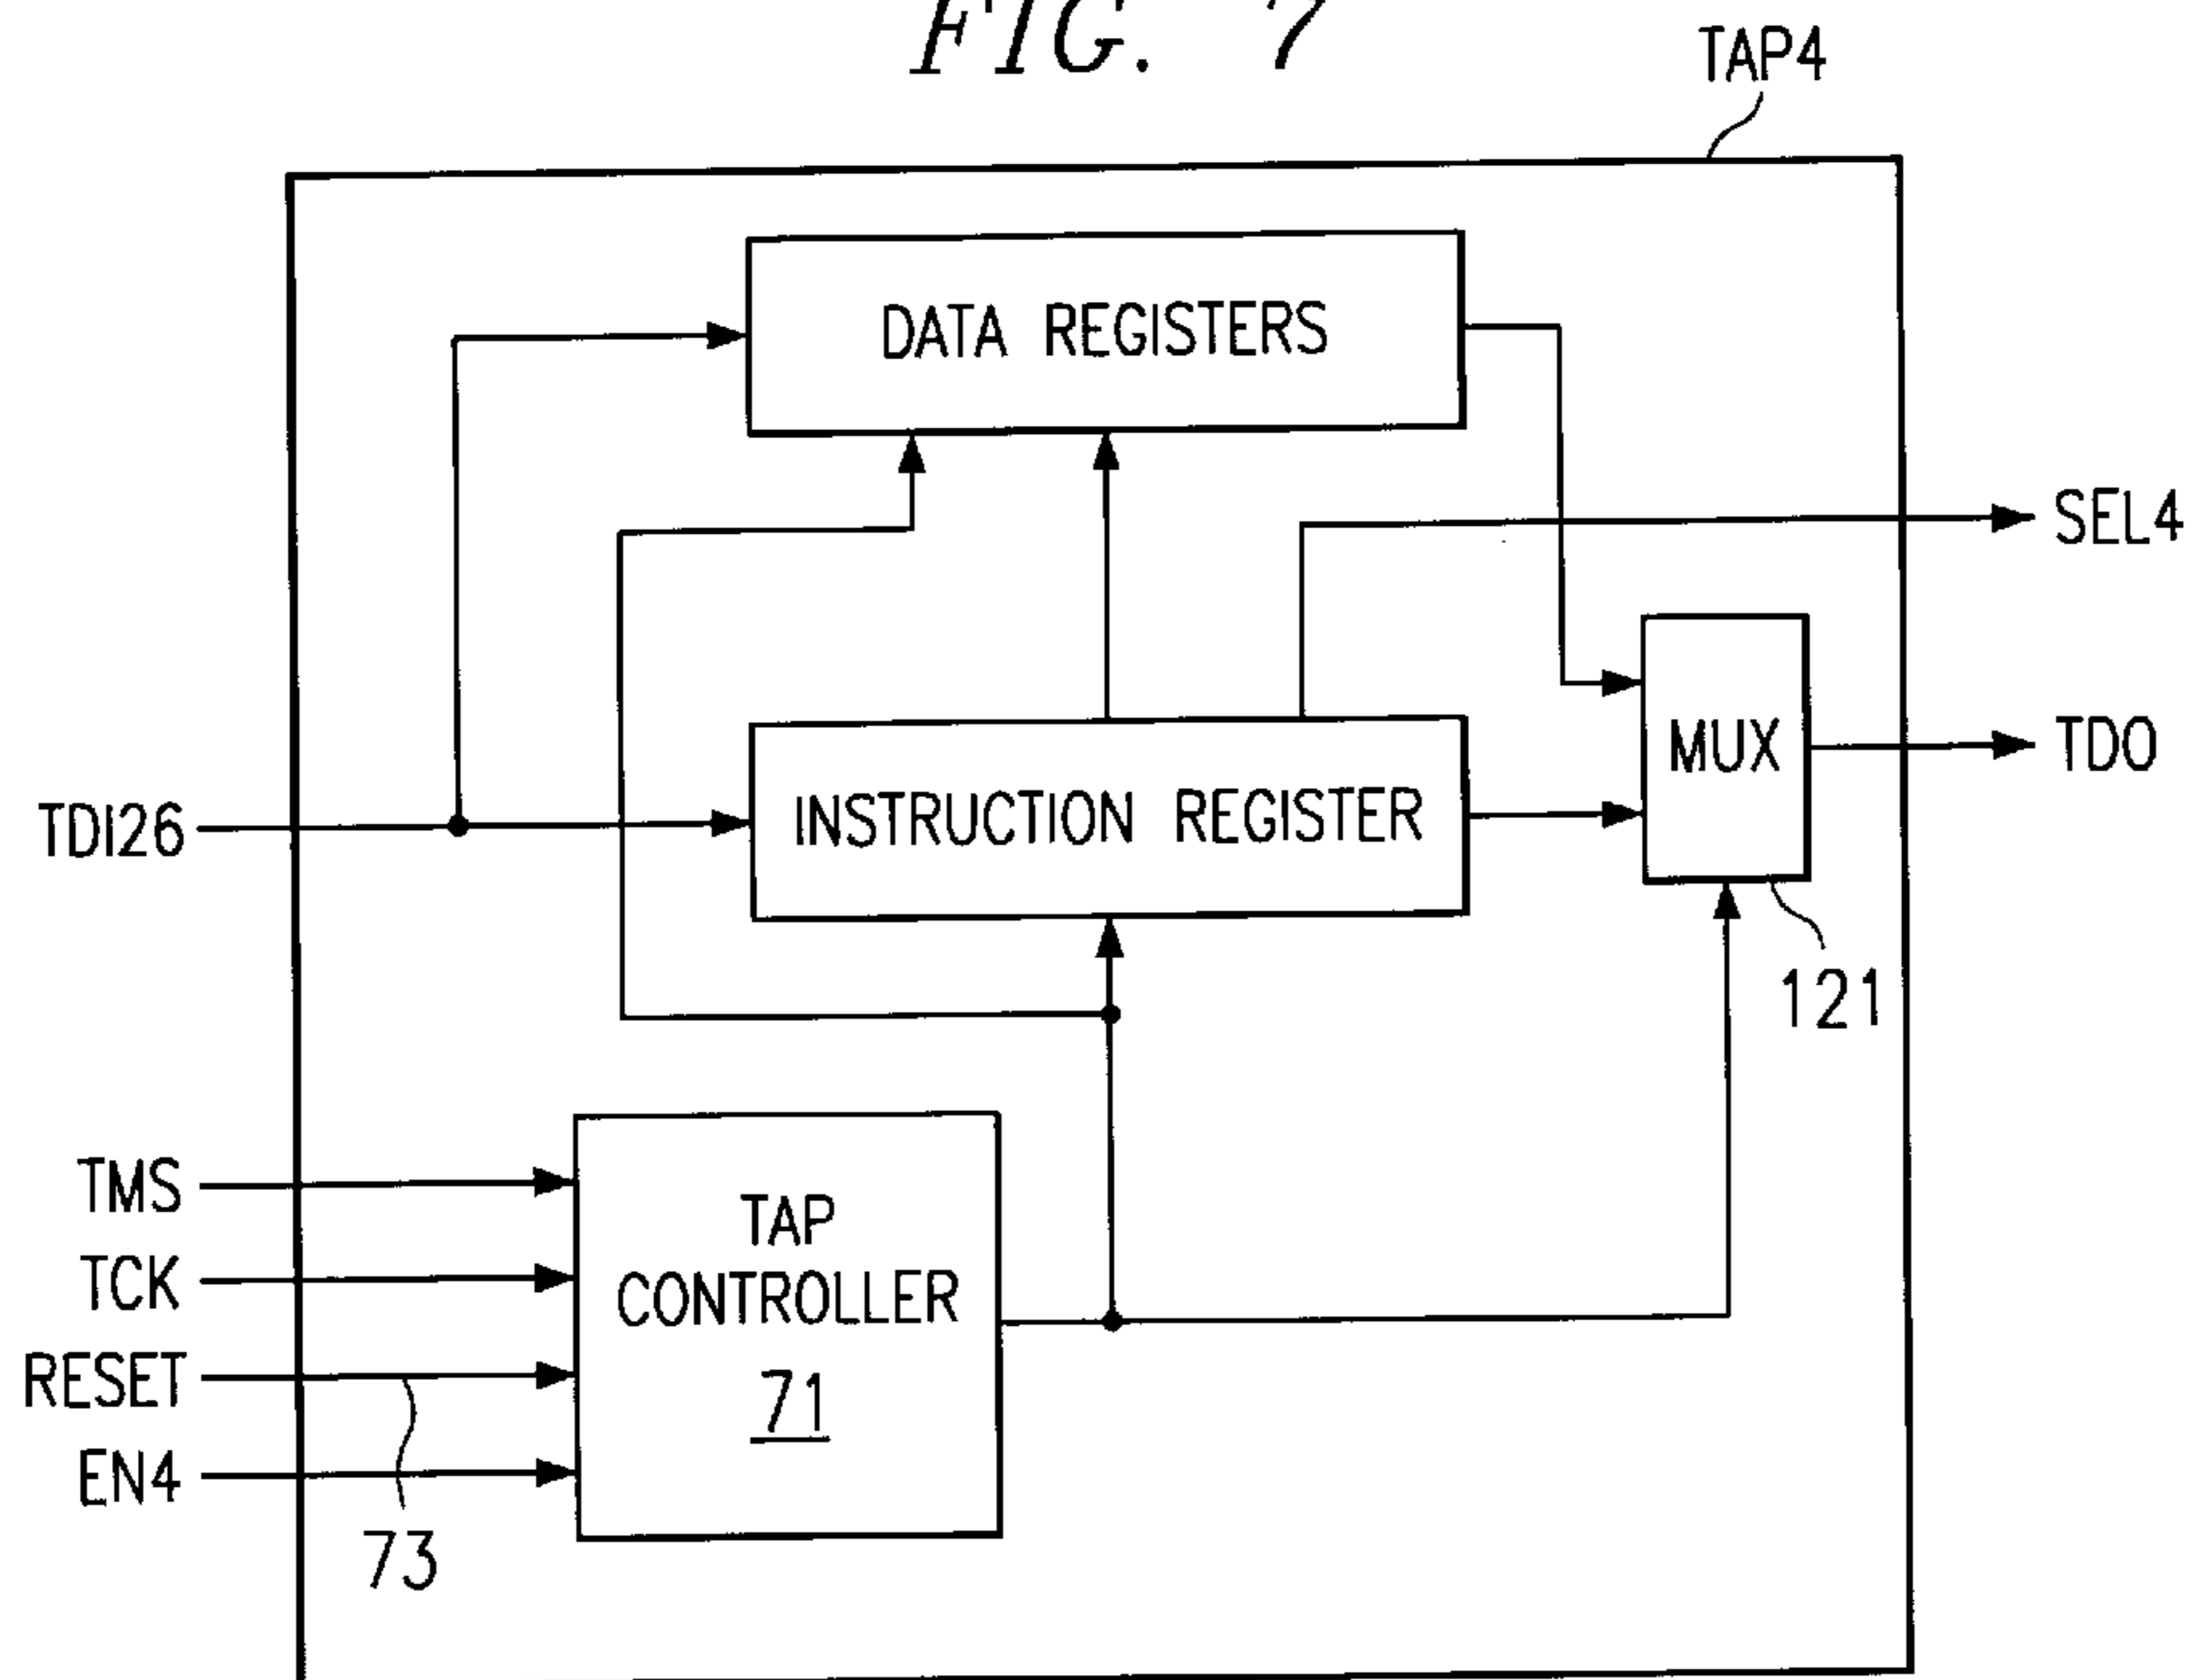 FIG. 7
TAP4
DATA REGISTERS
SEL4
MUX
TDO
TDI26
INSTRUCTION REGISTER
121
TMS
TCK
RESET
EN4
TAP
CONTROLLER
71
73